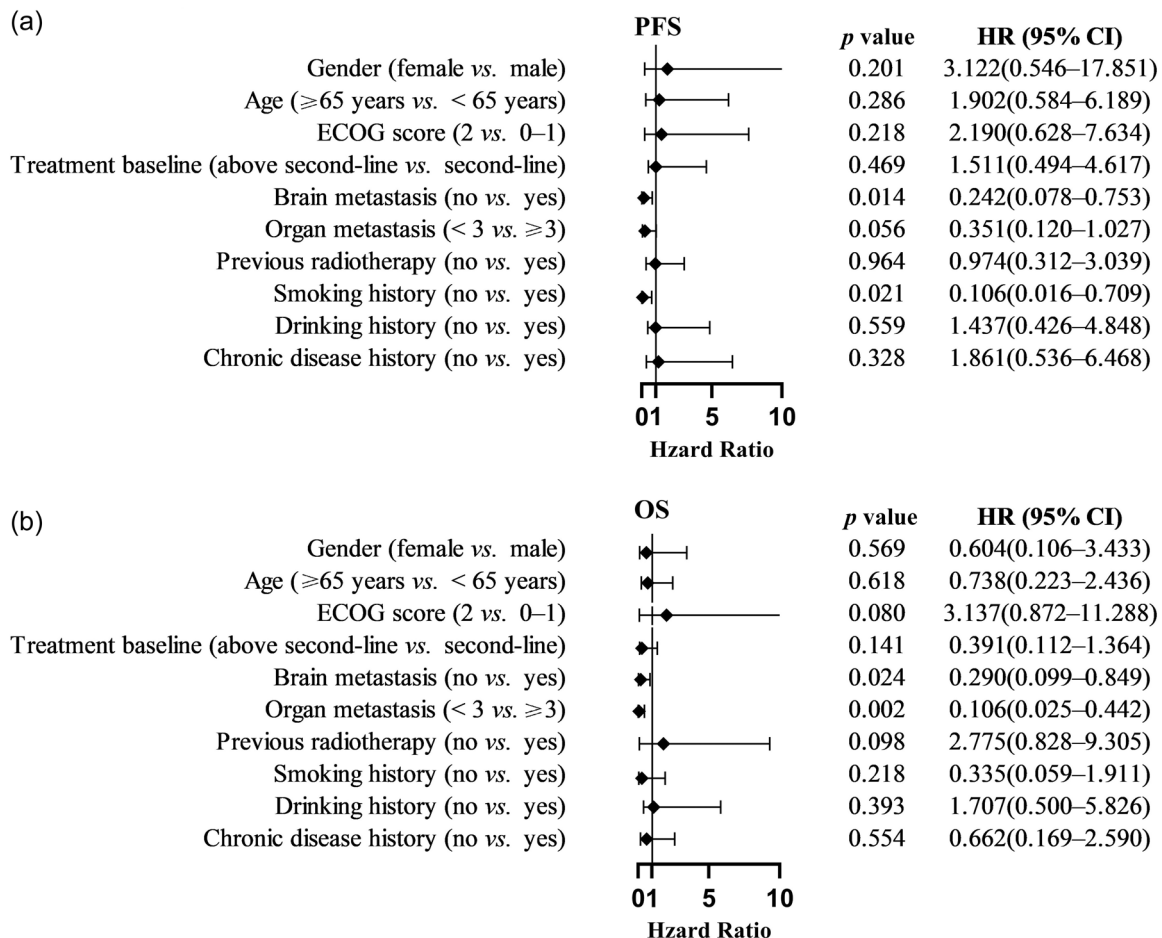 (a)
PFS p value HR (95% CI)
Gender (female vs. male) 0.201 3.122(0.546–17.851)
Age (⩾65 years vs. < 65 years) 0.286 1.902(0.584–6.189)
ECOG score (2 vs. 0–1) 0.218 2.190(0.628–7.634)
Treatment baseline (above second-line vs. second-line) 0.469 1.511(0.494–4.617)
Brain metastasis (no vs. yes) 0.014 0.242(0.078–0.753)
Organ metastasis (< 3 vs. ⩾3) 0.056 0.351(0.120–1.027)
Previous radiotherapy (no vs. yes) 0.964 0.974(0.312–3.039)
Smoking history (no vs. yes) 0.021 0.106(0.016–0.709)
Drinking history (no vs. yes) 0.559 1.437(0.426–4.848)
Chronic disease history (no vs. yes) 0.328 1.861(0.536–6.468)
01 5 10
Hzard Ratio
(b)
OS p value HR (95% CI)
Gender (female vs. male) 0.569 0.604(0.106–3.433)
Age (⩾65 years vs. < 65 years) 0.618 0.738(0.223–2.436)
ECOG score (2 vs. 0–1) 0.080 3.137(0.872–11.288)
Treatment baseline (above second-line vs. second-line) 0.141 0.391(0.112–1.364)
Brain metastasis (no vs. yes) 0.024 0.290(0.099–0.849)
Organ metastasis (< 3 vs. ⩾3) 0.002 0.106(0.025–0.442)
Previous radiotherapy (no vs. yes) 0.098 2.775(0.828–9.305)
Smoking history (no vs. yes) 0.218 0.335(0.059–1.911)
Drinking history (no vs. yes) 0.393 1.707(0.500–5.826)
Chronic disease history (no vs. yes) 0.554 0.662(0.169–2.590)
01 5 10
Hzard Ratio